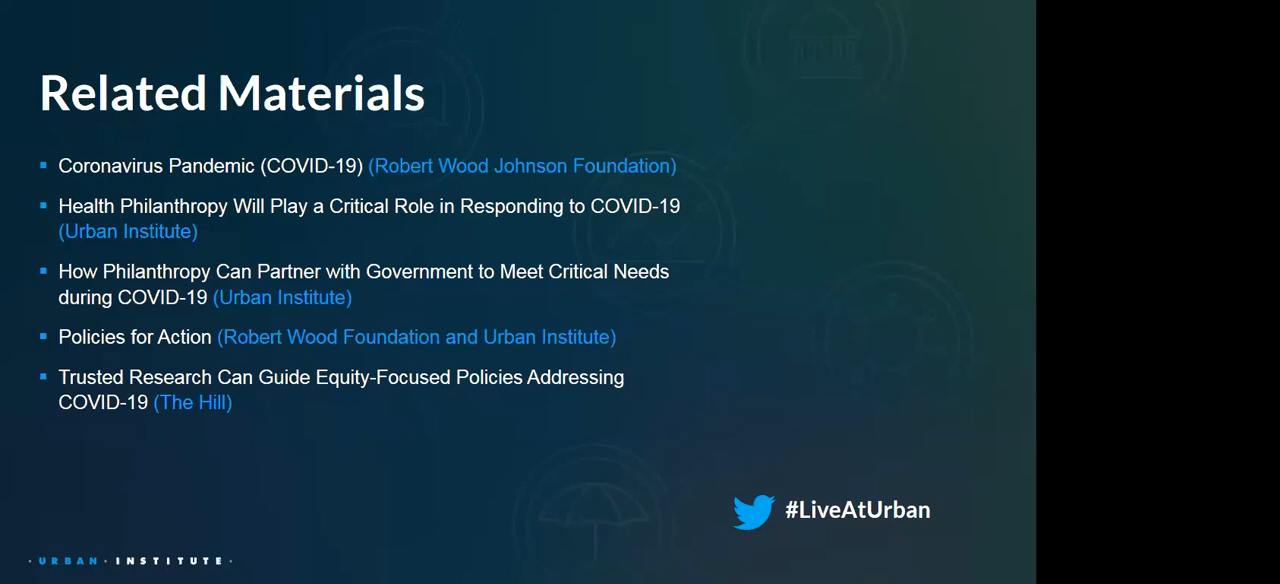 Related Materials
Coronavirus Pandemic (COVID-19) (Robert Wood Johnson Foundation)
Health Philanthropy Will Play a Critical Role in Responding to COVID-19
(Urban Institute)
How Philanthropy Can Partner with Government to Meet Critical Needs
during COVID-19 (Urban Institute)
Policies for Action (Robert Wood Foundation and Urban Institute)
Trusted Research Can Guide Equity-Focused Policies Addressing
COVID-19 (The Hill)
#LiveAtUrban
· URBAN · INSTITUTE ·